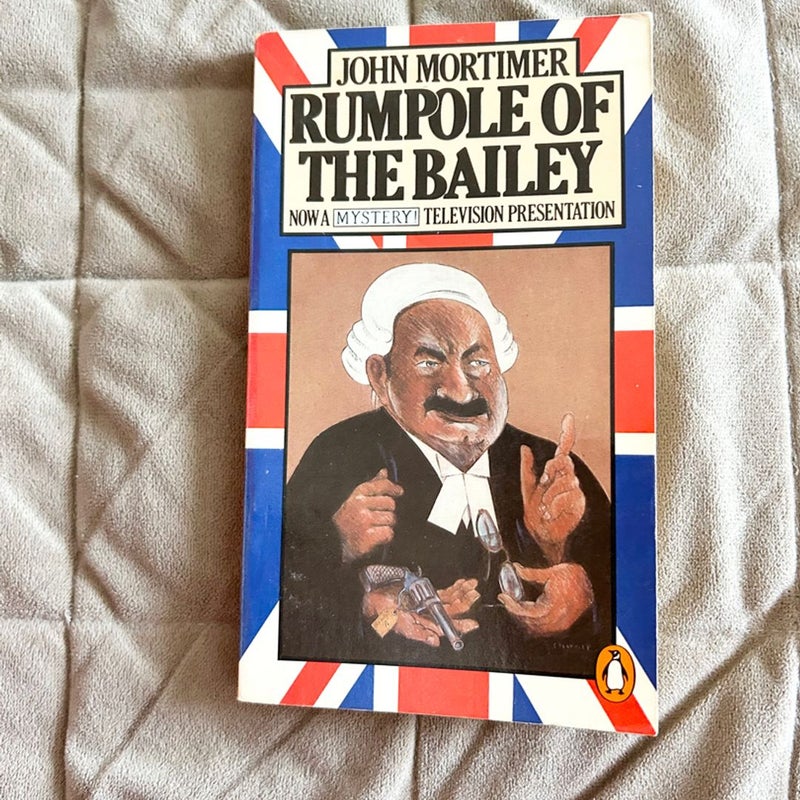 JOHN MORTIMER
RUMPOLE OF
THE BAILEY
NOW A MYSTERY! TELEVISION PRESENTATION